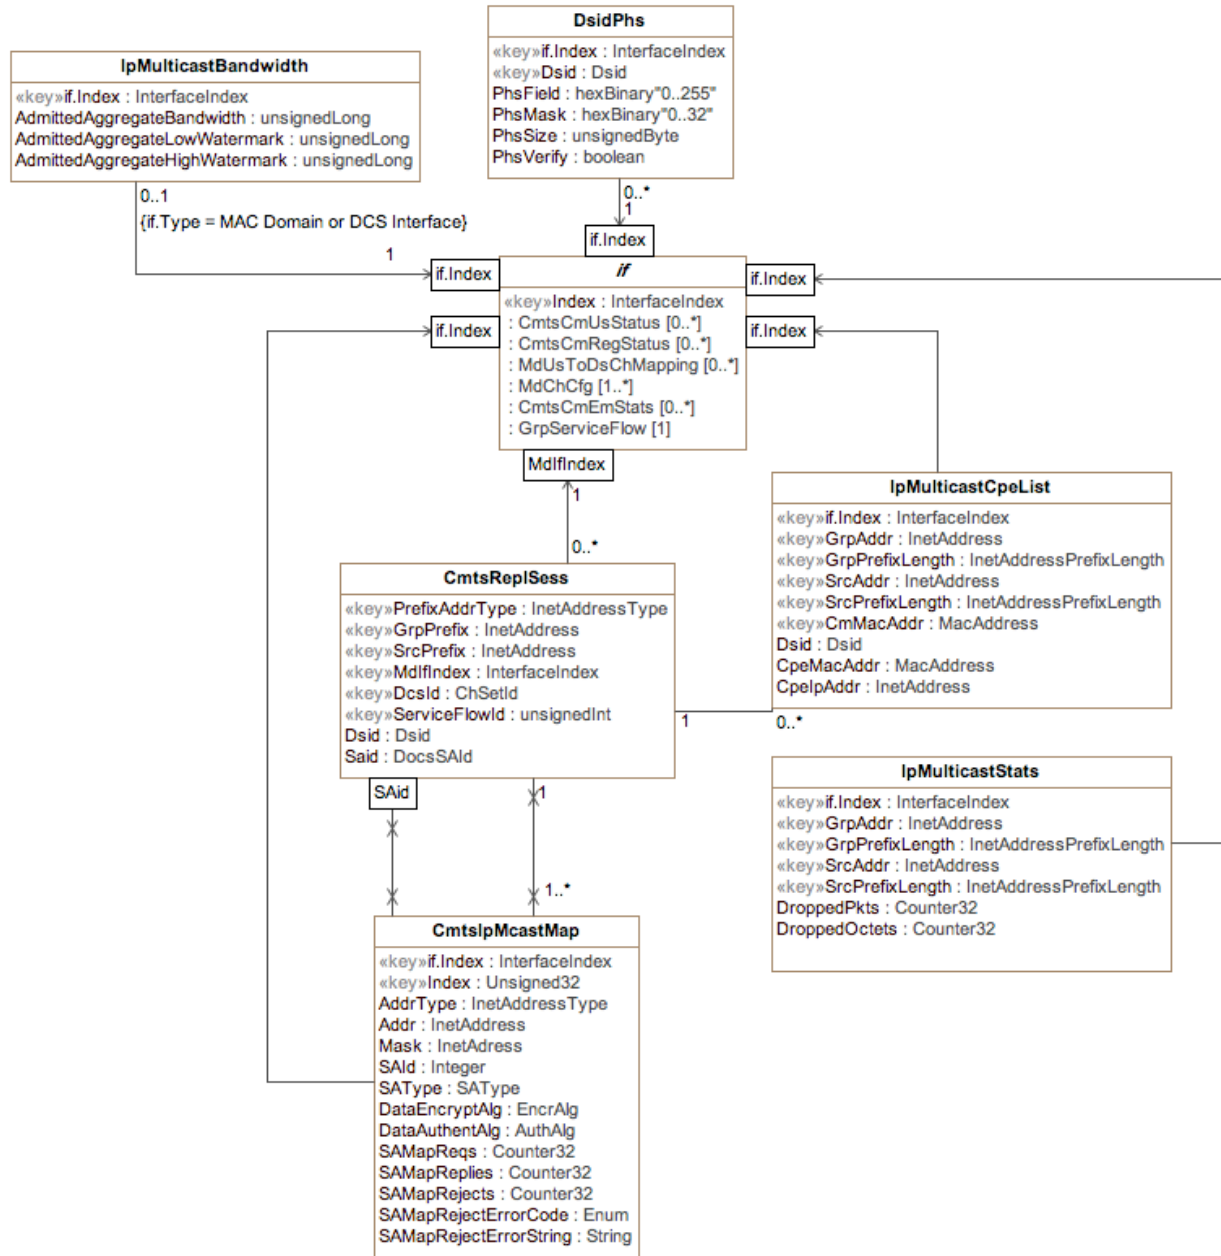 DsidPhs
«key»if.Index : InterfaceIndex
«key»Dsid : Dsid
PhsField : hexBinary"0..255"
PhsMask : hexBinary"0..32"
PhsSize : unsignedByte
PhsVerify : boolean
IpMulticastBandwidth
«key»if.Index : InterfaceIndex
AdmittedAggregateBandwidth : unsignedLong
AdmittedAggregateLowWatermark : unsignedLong
AdmittedAggregateHighWatermark : unsignedLong
0..1
{if.Type = MAC Domain or DCS Interface}
1
0..*
1
if.Index
if.Index
if.Index
if.Index
if.Index
if
«key»Index : InterfaceIndex
: CmtsCmUsStatus [0..*]
: CmtsCmRegStatus [0..*]
: MdUsToDsChMapping [0..*]
: MdChCfg [1..*]
: CmtsCmEmStats [0..*]
: GrpServiceFlow [1]
MdIfIndex
1
0..*
IpMulticastCpeList
«key»if.Index : InterfaceIndex
«key»GrpAddr : InetAddress
«key»GrpPrefixLength : InetAddressPrefixLength
«key»SrcAddr : InetAddress
«key»SrcPrefixLength : InetAddressPrefixLength
«key»CmMacAddr : MacAddress
Dsid : Dsid
CpeMacAddr : MacAddress
CpeIpAddr : InetAddress
CmtsReplSess
«key»PrefixAddrType : InetAddressType
«key»GrpPrefix : InetAddress
«key»SrcPrefix : InetAddress
«key»MdIfIndex : InterfaceIndex
«key»DcsId : ChSetId
«key»ServiceFlowId : unsignedInt
Dsid : Dsid
Said : DocsSAId
1
0..*
SAid
1
1..*
IpMulticastStats
«key»if.Index : InterfaceIndex
«key»GrpAddr : InetAddress
«key»GrpPrefixLength : InetAddressPrefixLength
«key»SrcAddr : InetAddress
«key»SrcPrefixLength : InetAddressPrefixLength
DroppedPkts : Counter32
DroppedOctets : Counter32
CmtsIpMcastMap
«key»if.Index : InterfaceIndex
«key»Index : Unsigned32
AddrType : InetAddressType
Addr : InetAddress
Mask : InetAdress
SAId : Integer
SAType : SAType
DataEncryptAlg : EncrAlg
DataAuthentAlg : AuthAlg
SAMapReqs : Counter32
SAMapReplies : Counter32
SAMapRejects : Counter32
SAMapRejectErrorCode : Enum
SAMapRejectErrorString : String